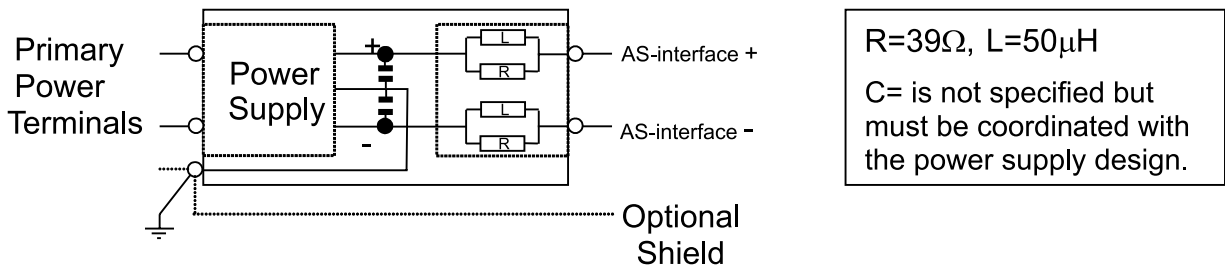 Primary
Power
Terminals
Power
Supply
+
-
L
R
L
R
AS-interface +
AS-interface -
Optional
Shield
R=39Ω, L=50μH
C= is not specified but
must be coordinated with
the power supply design.